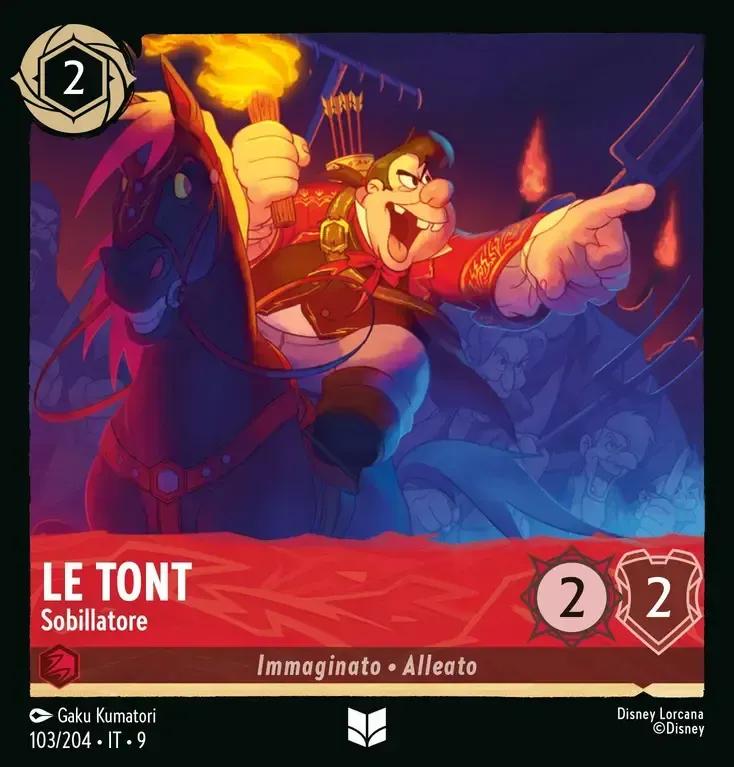 2
LE TONT
Sobillatore
2
2
Immaginato • Alleato
Gaku Kumatori
103/204 • IT • 9
Disney Lorcana
©Disney